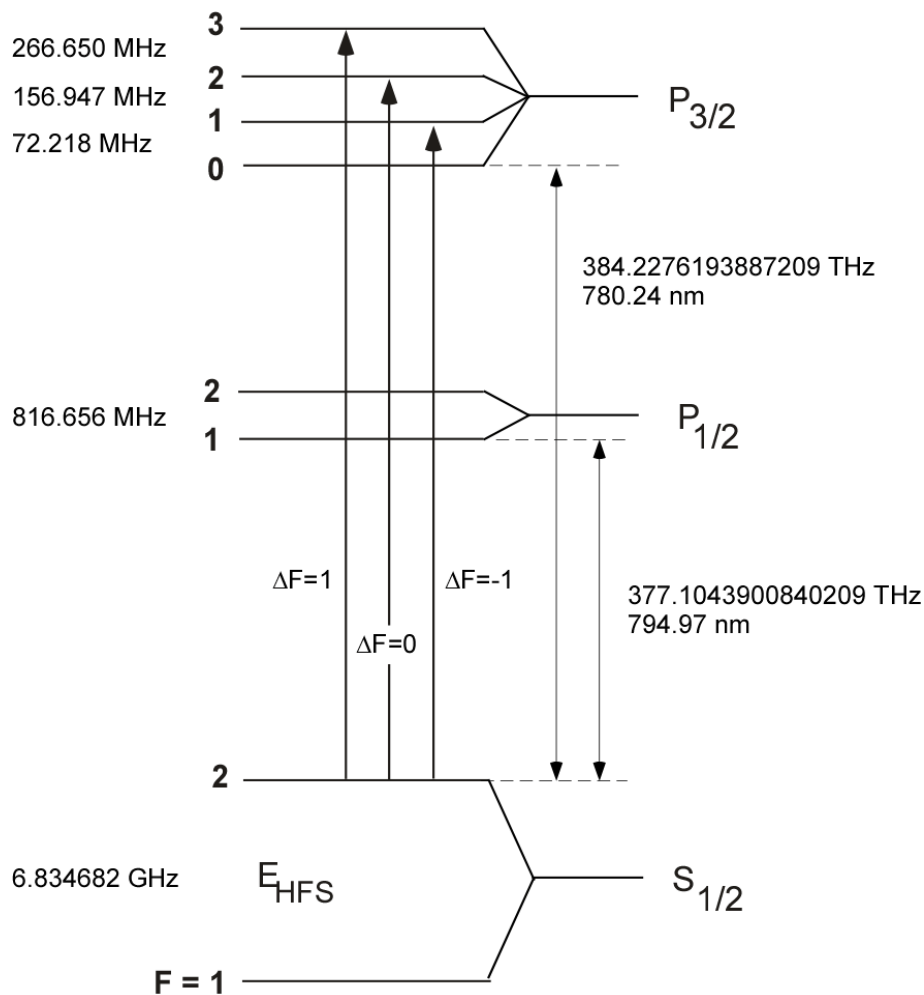 3
266.650 MHz
2
156.947 MHz
P3/2
1
72.218 MHz
0
384.2276193887209 THz
780.24 nm
2
816.656 MHz
P1/2
1
ΔF=1
ΔF=-1
377.1043900840209 THz
794.97 nm
ΔF=0
2
6.834682 GHz
EHFS
S1/2
F = 1